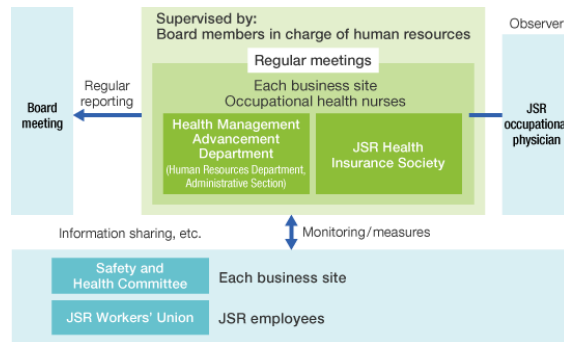 Supervised by:
Board members in charge of human resources
Observer
Regular meetings
Regular
reporting
Each business site
Occupational health nurses
Board
meeting
Health Management
Advancement
Department
(Human Resources Department,
Administrative Section)
JSR Health
Insurance Society
JSR
occupational
physician
Information sharing, etc.
Monitoring/measures
Safety and
Health Committee
Each business site
JSR Workers' Union
JSR employees